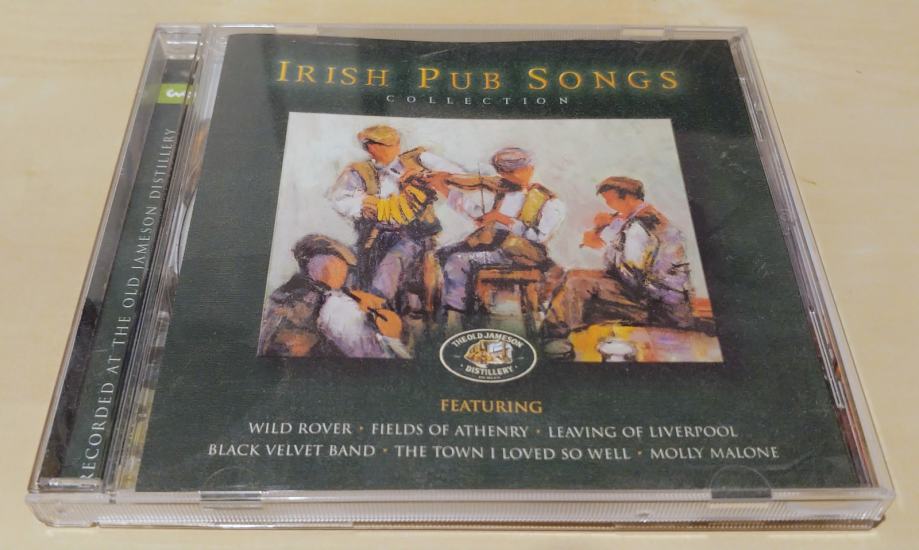 IRISH PUB SONGS
COLLECTION
THE OLD JAMESON
DISTILLERY
FEATURING
WILD ROVER · FIELDS OF ATHENRY · LEAVING OF LIVERPOOL
BLACK VELVET BAND · THE TOWN I LOVED SO WELL · MOLLY MALONE
RECORDED AT THE OLD JAMESON DISTILLERY